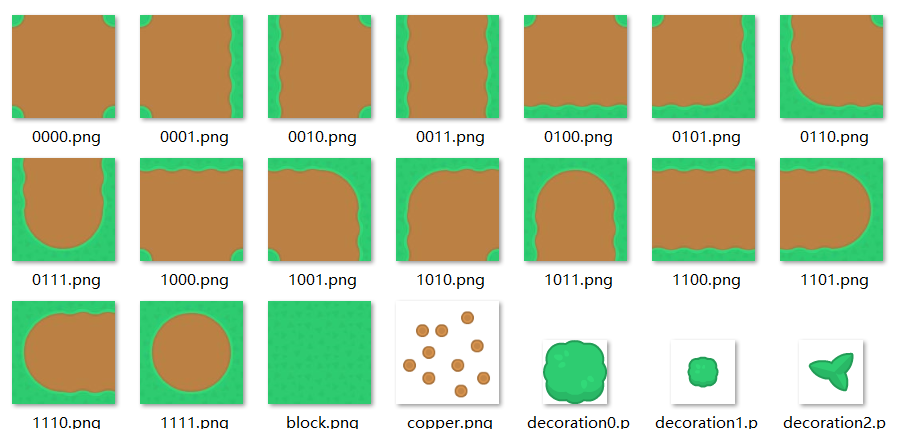 0000.png 0001.png 0010.png 0011.png 0100.png 0101.png 0110.png
0111.png 1000.png 1001.png 1010.png 1011.png 1100.png 1101.png
1110.png 1111.png block.png copper.png decoration0.p decoration1.p decoration2.p